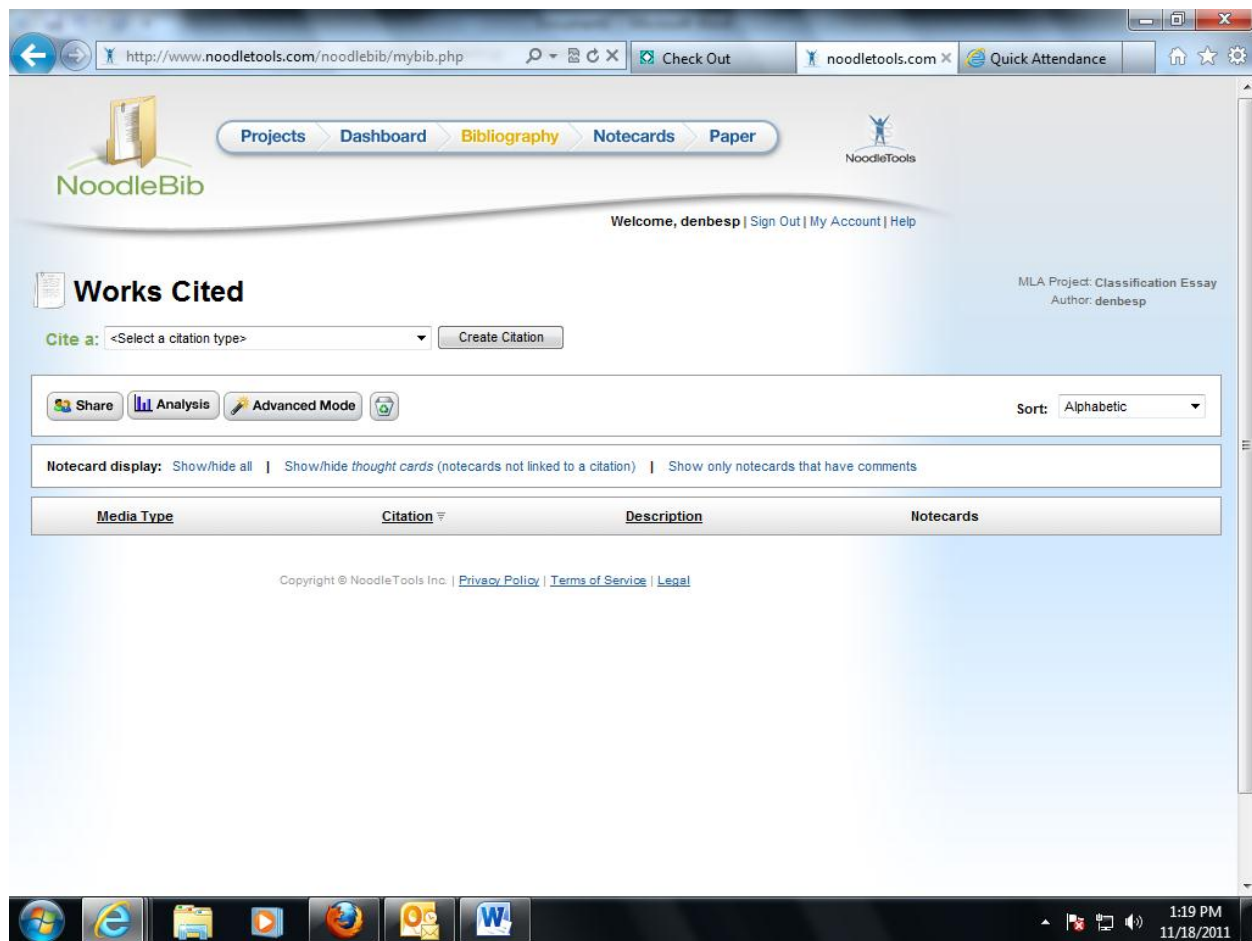 http://www.noodletools.com/noodlebib/mybib.php Check Out noodletools.com Quick Attendance
Projects Dashboard Bibliography Notecards Paper
NoodleTools
NoodleBib
Welcome, denbesp | Sign Out | My Account | Help
Works Cited
MLA Project: Classification Essay
Author: denbesp
Cite a: <Select a citation type> Create Citation
Share Analysis Advanced Mode Sort: Alphabetic
Notecard display: Show/hide all | Show/hide thought cards (notecards not linked to a citation) | Show only notecards that have comments
Media Type Citation Description Notecards
Copyright © NoodleTools Inc. | Privacy Policy | Terms of Service | Legal
1:19 PM
11/18/2011